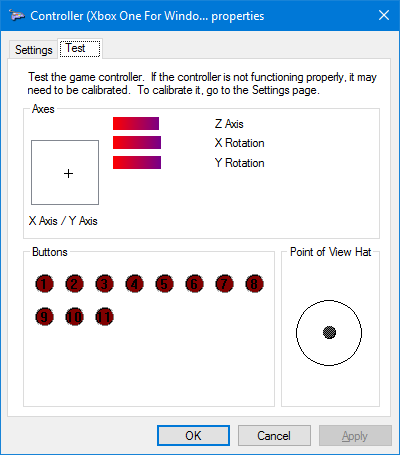 Controller (Xbox One For Windo... properties
Settings
Test
Test the game controller. If the controller is not functioning properly, it may
need to be calibrated. To calibrate it, go to the Settings page.
Axes
Z Axis
X Rotation
Y Rotation
X Axis / Y Axis
Buttons
1 2 3 4 5 6 7 8
9 10 11
Point of View Hat
OK
Cancel
Apply